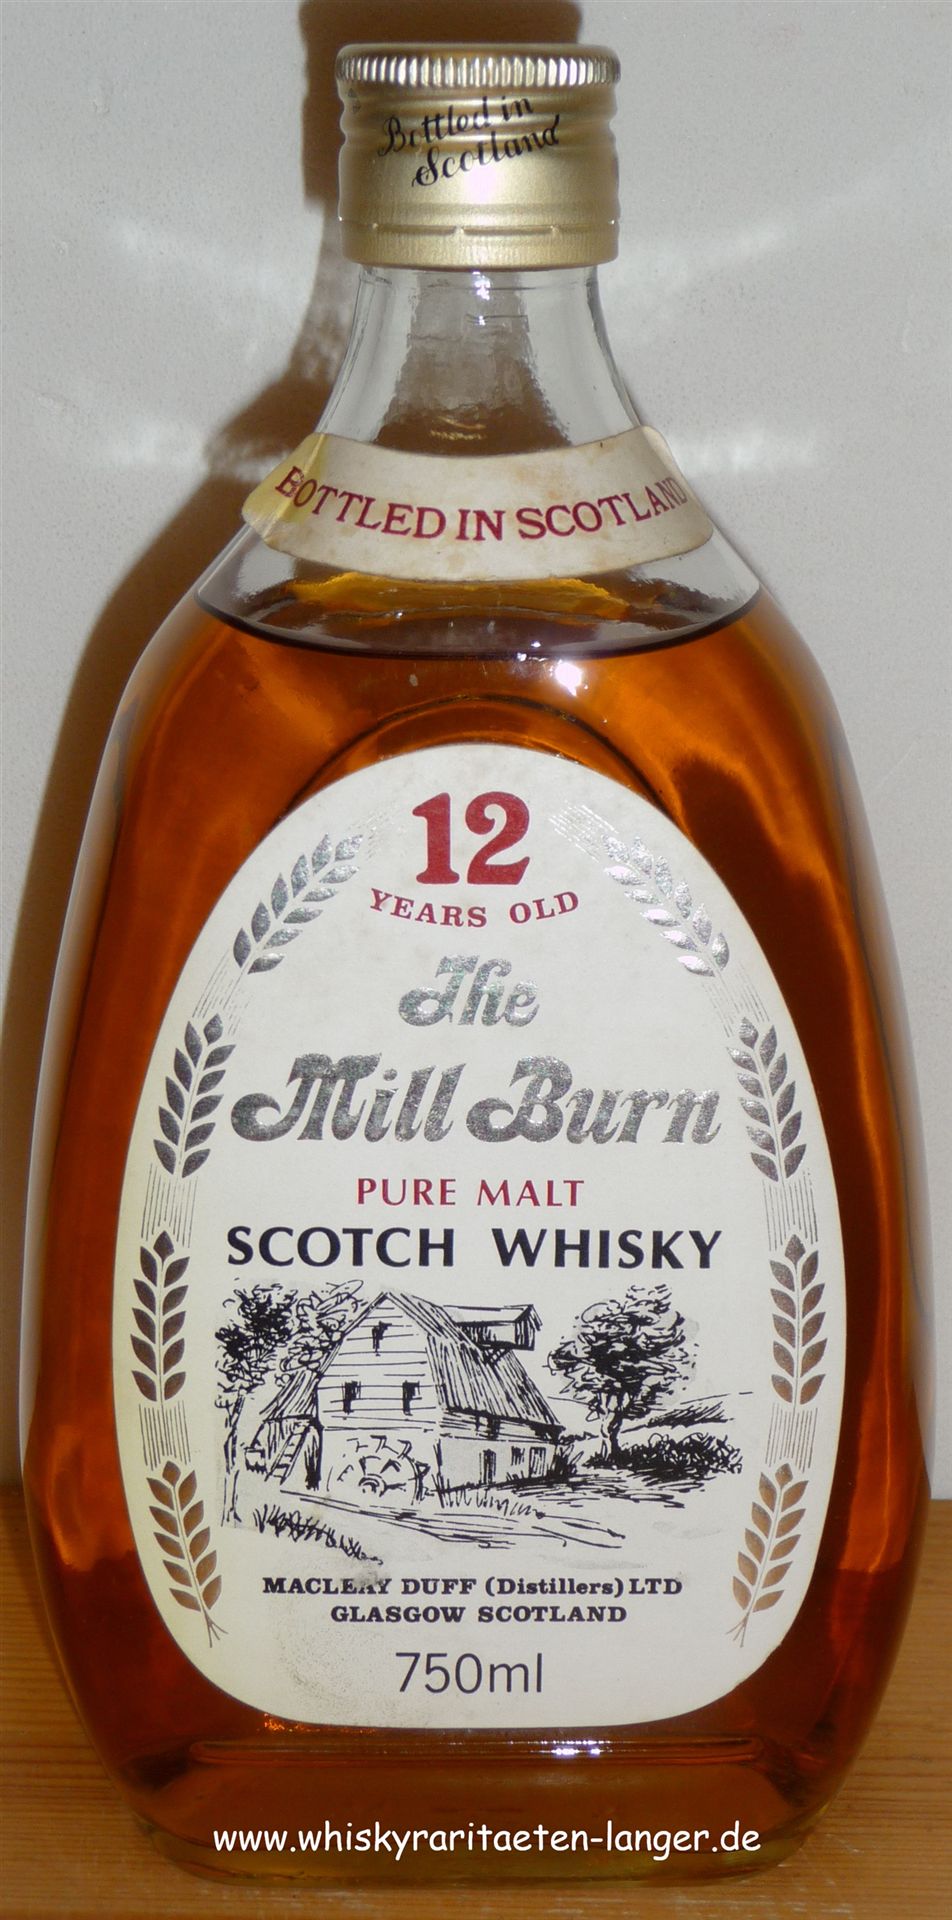 Bottled in
Scotland
BOTTLED IN SCOTLAND
12
YEARS OLD
The
Mill Burn
PURE MALT
SCOTCH WHISKY
MACLEAY DUFF (Distillers) LTD
GLASGOW SCOTLAND
750ml
www.whiskyraritaeten-langer.de